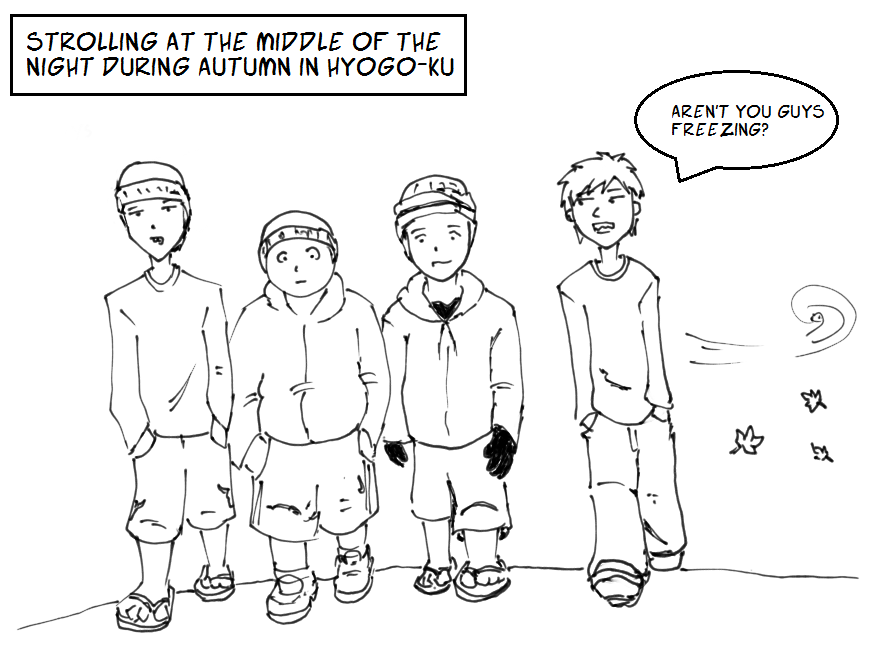 STROLLING AT THE MIDDLE OF THE
NIGHT DURING AUTUMN IN HYOGO-KU
AREN'T YOU GUYS
FREEZING?